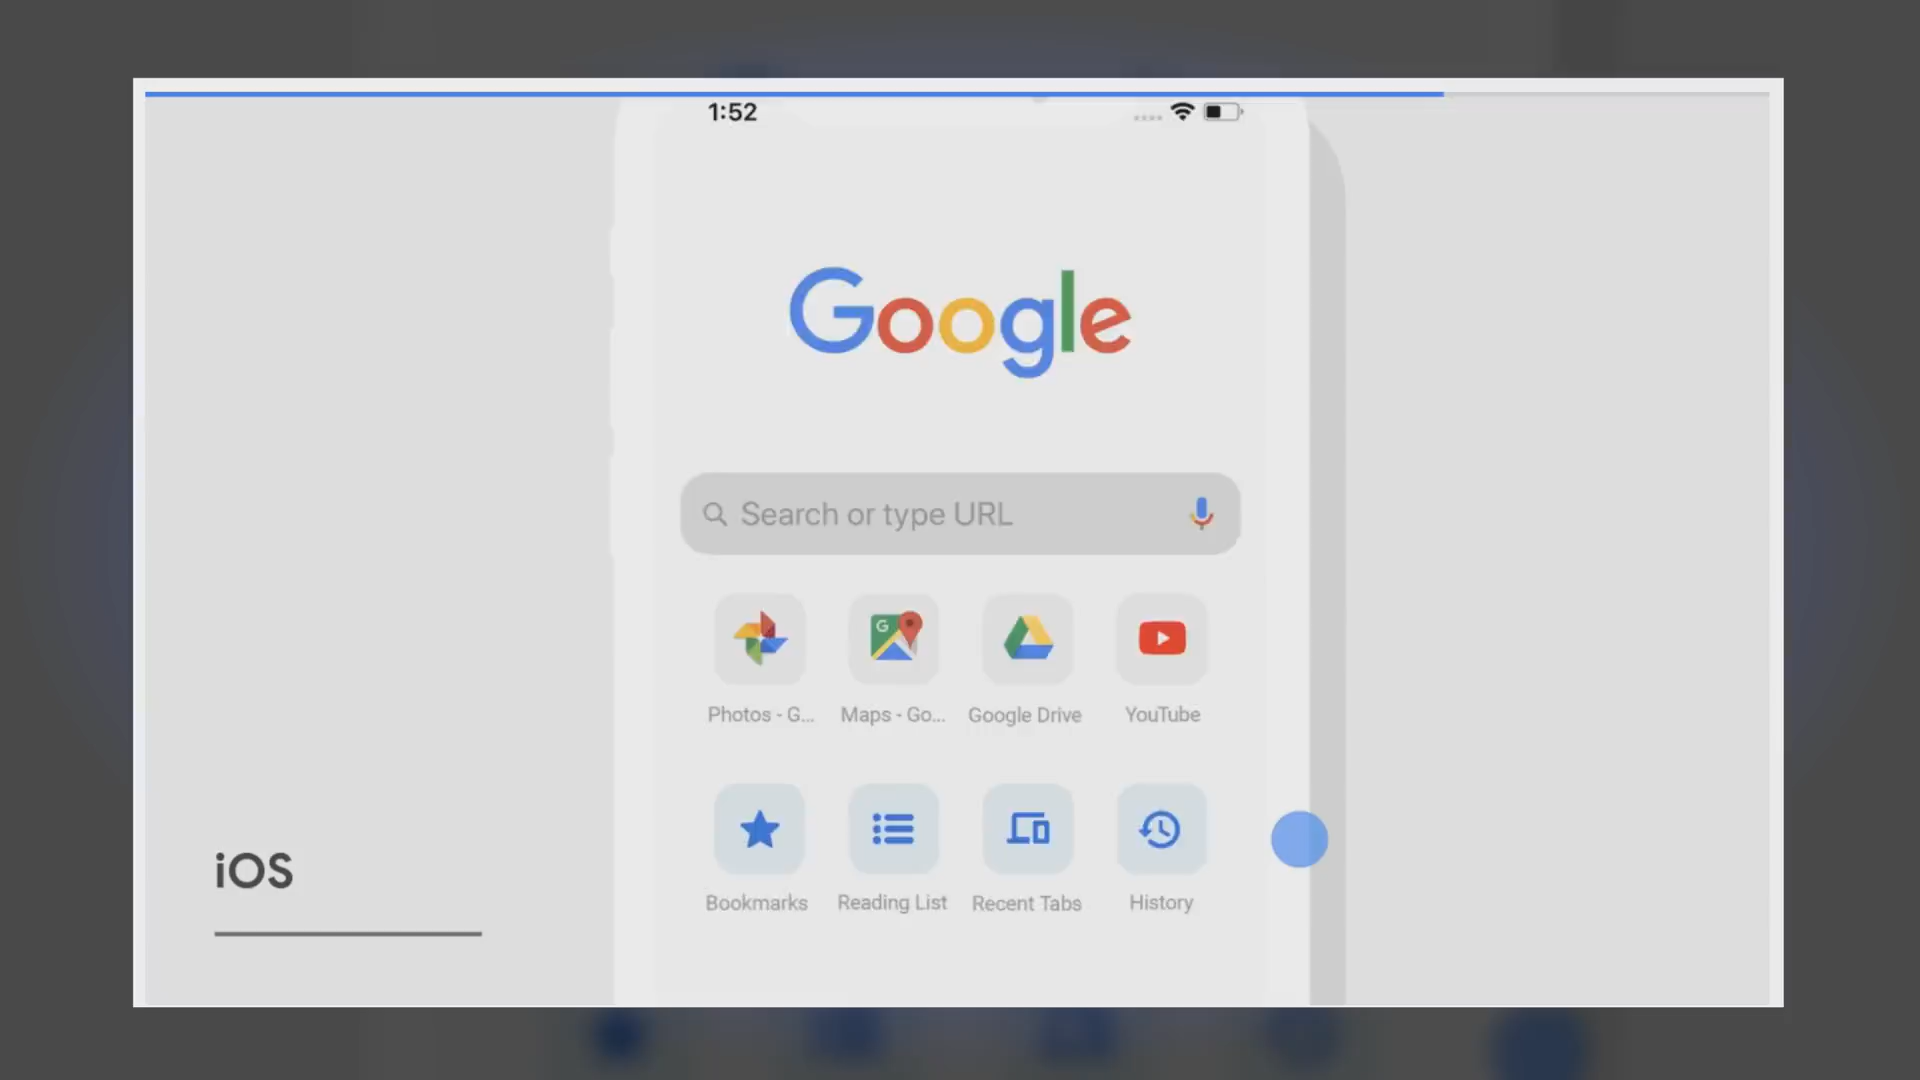 1:52
Google
Search or type URL
G
Photos - G... Maps - Go... Google Drive YouTube
Bookmarks Reading List Recent Tabs History
iOS